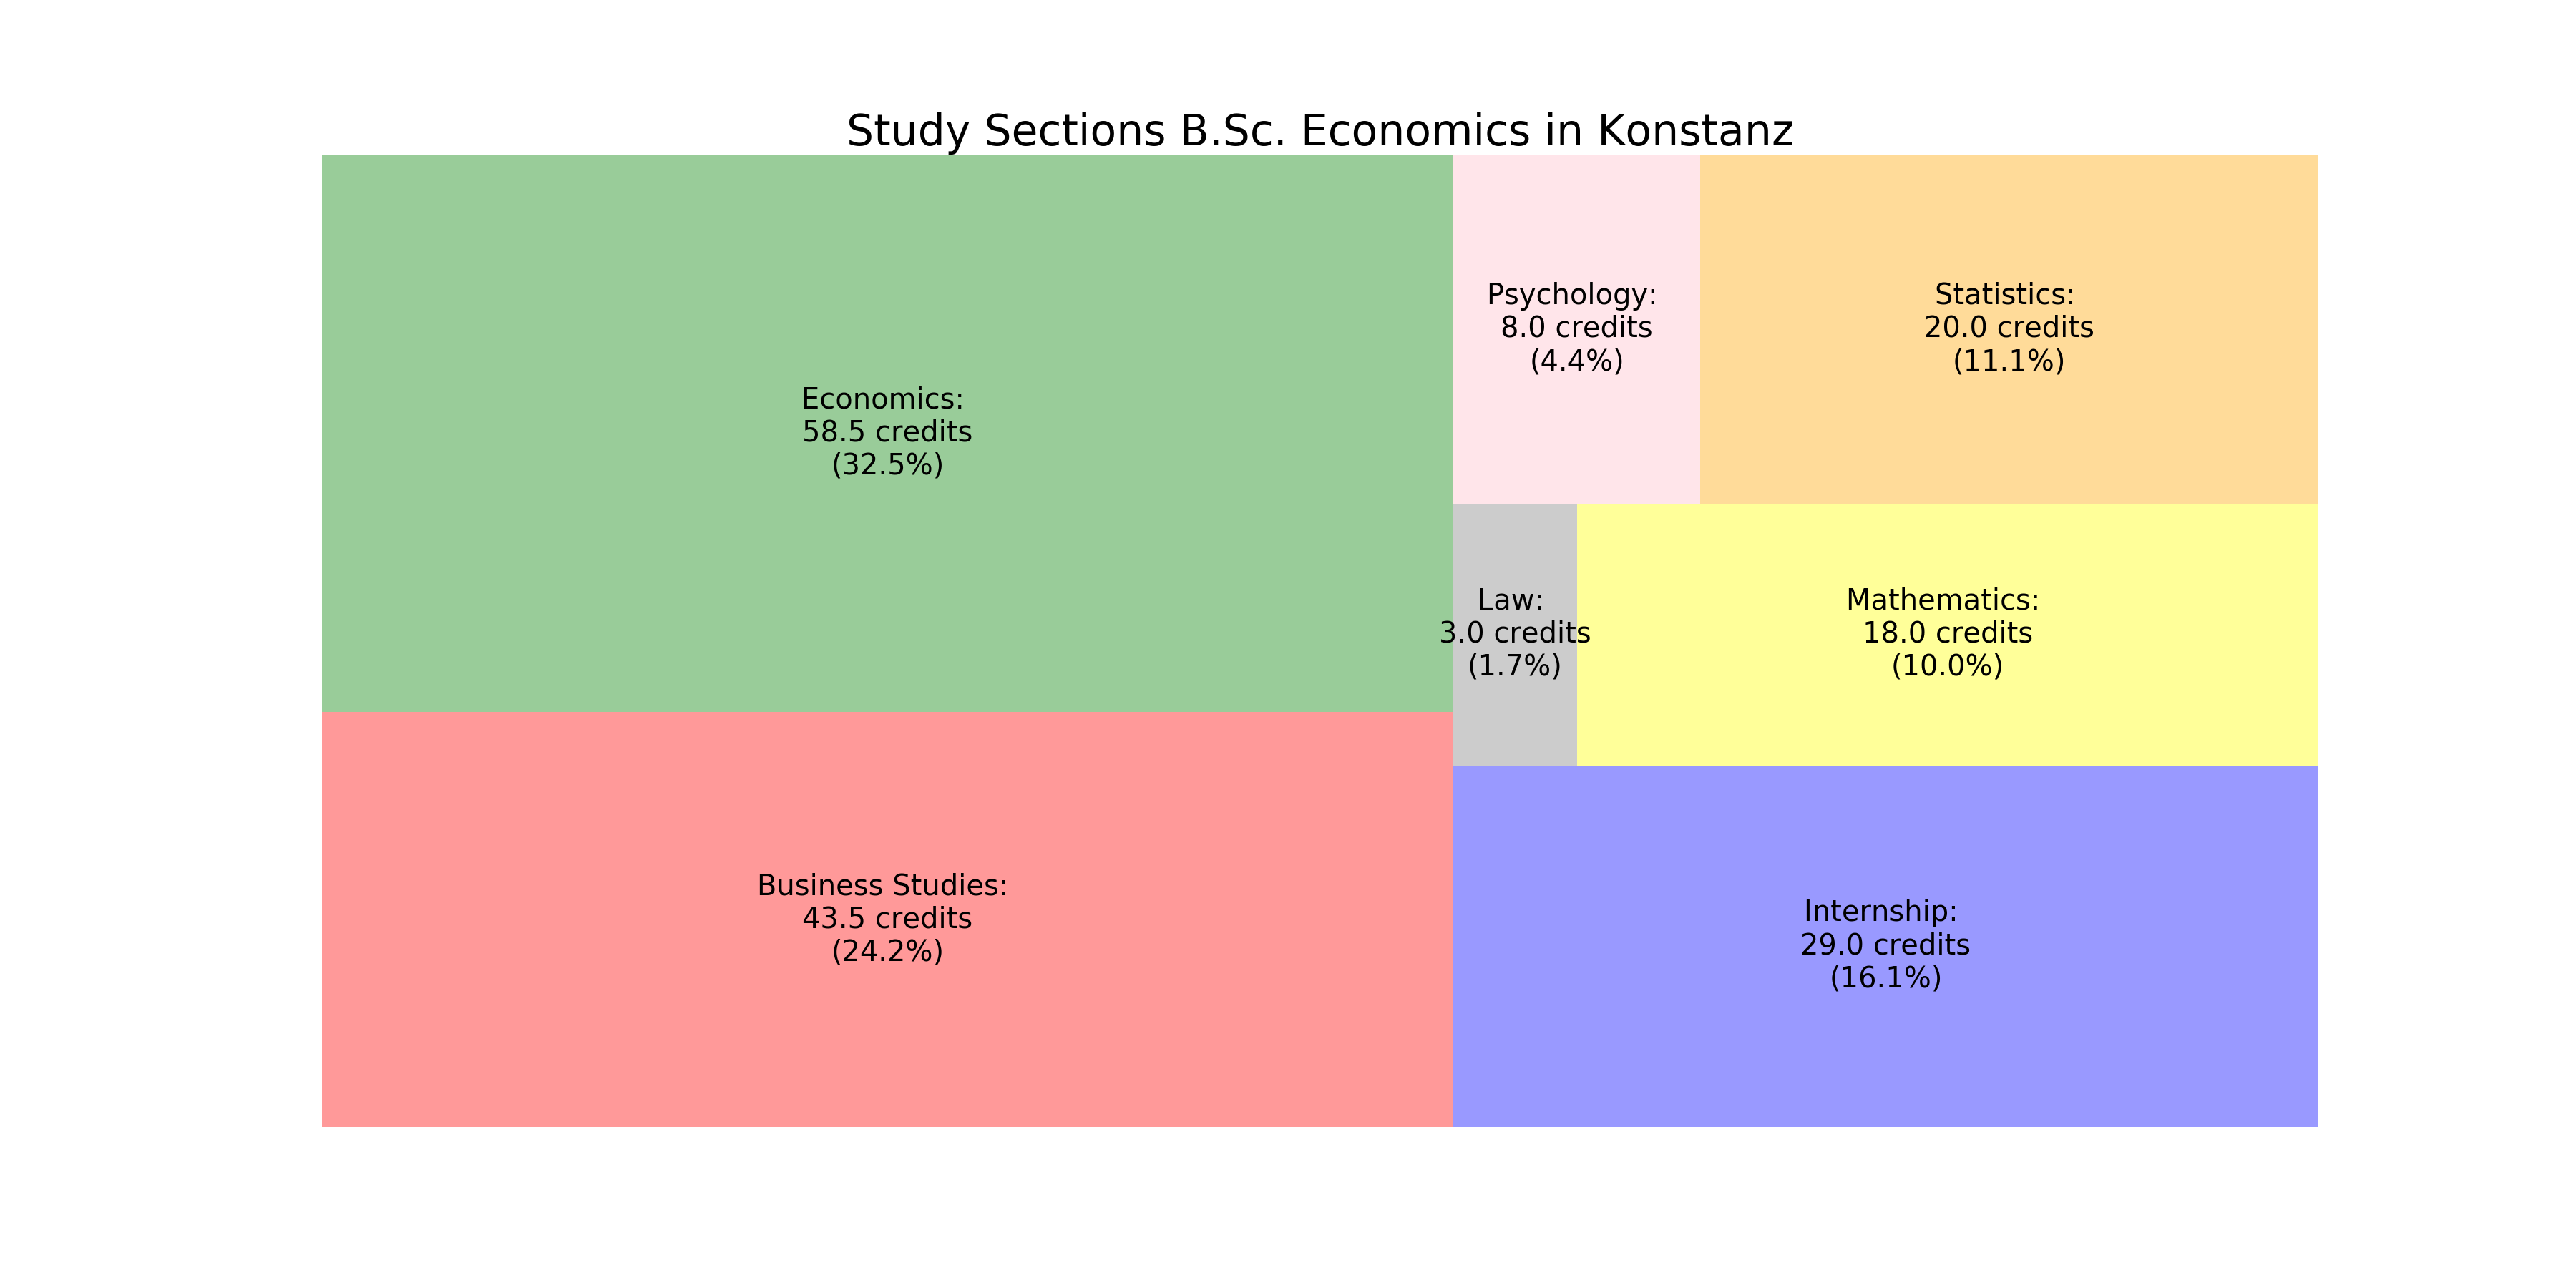 Study Sections B.Sc. Economics in Konstanz
Economics:
58.5 credits
(32.5%)
Business Studies:
43.5 credits
(24.2%)
Psychology:
8.0 credits
(4.4%)
Statistics:
20.0 credits
(11.1%)
Law:
3.0 credits
(1.7%)
Mathematics:
18.0 credits
(10.0%)
Internship:
29.0 credits
(16.1%)